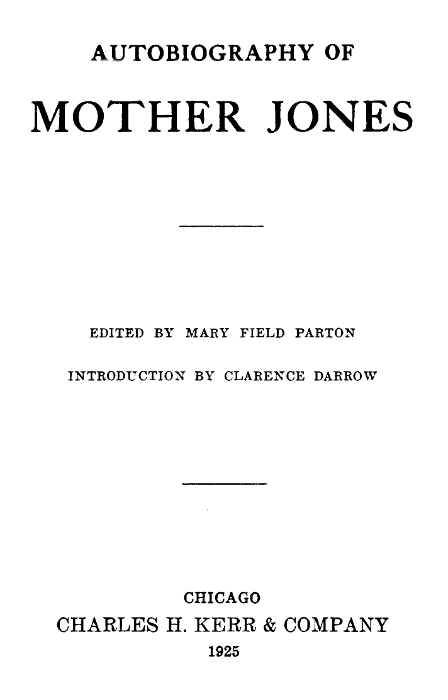 AUTOBIOGRAPHY OF
MOTHER JONES
EDITED BY MARY FIELD PARTON
INTRODUCTION BY CLARENCE DARROW
CHICAGO
CHARLES H. KERR & COMPANY
1925